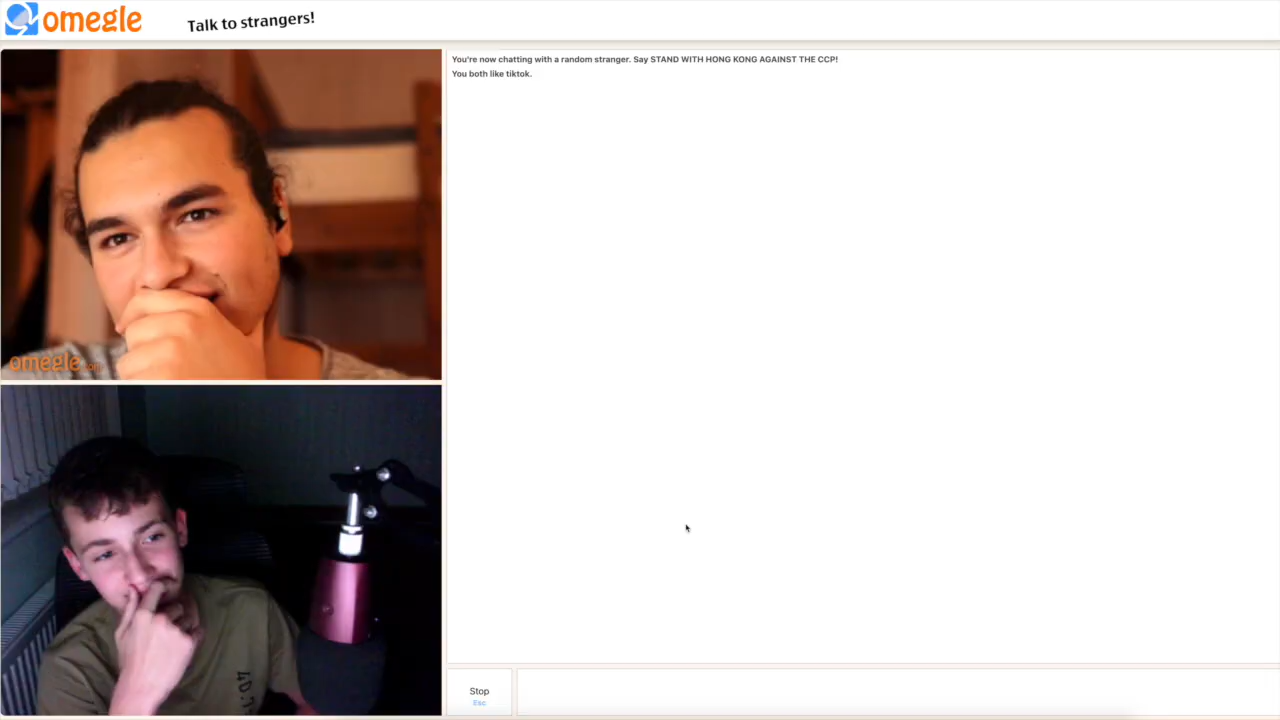 omegle
Talk to strangers!
You're now chatting with a random stranger. Say STAND WITH HONG KONG AGAINST THE CCP!
You both like tiktok.
omegle.com
Stop
Esc